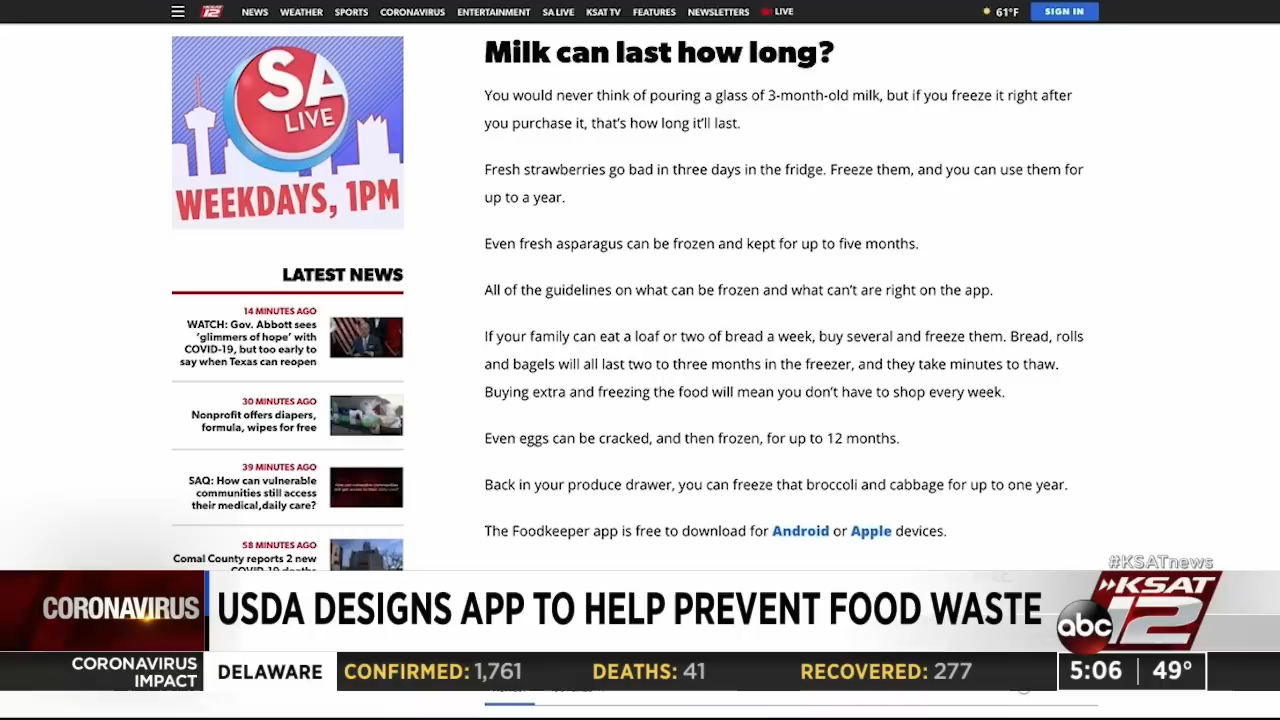 KSAT 12 NEWS WEATHER SPORTS CORONAVIRUS ENTERTAINMENT SA LIVE KSAT TV FEATURES NEWSLETTERS LIVE 61°F SIGN IN
SA
LIVE
WEEKDAYS, 1PM
LATEST NEWS
14 MINUTES AGO
WATCH: Gov. Abbott sees
‘glimmers of hope’ with
COVID-19, but too early to
say when Texas can reopen
30 MINUTES AGO
Nonprofit offers diapers,
formula, wipes for free
39 MINUTES AGO
SAQ: How can vulnerable
communities still access
their medical,daily care?
58 MINUTES AGO
Comal County reports 2 new
COVID-19 deaths
Milk can last how long?
You would never think of pouring a glass of 3-month-old milk, but if you freeze it right after
you purchase it, that’s how long it’ll last.
Fresh strawberries go bad in three days in the fridge. Freeze them, and you can use them for
up to a year.
Even fresh asparagus can be frozen and kept for up to five months.
All of the guidelines on what can be frozen and what can’t are right on the app.
If your family can eat a loaf or two of bread a week, buy several and freeze them. Bread, rolls
and bagels will all last two to three months in the freezer, and they take minutes to thaw.
Buying extra and freezing the food will mean you don’t have to shop every week.
Even eggs can be cracked, and then frozen, for up to 12 months.
Back in your produce drawer, you can freeze that broccoli and cabbage for up to one year.
The Foodkeeper app is free to download for Android or Apple devices.
#KSATnews
CORONAVIRUS
USDA DESIGNS APP TO HELP PREVENT FOOD WASTE
KSAT
abc 12
CORONAVIRUS
IMPACT
DELAWARE CONFIRMED: 1,761 DEATHS: 41 RECOVERED: 277
5:06 49°